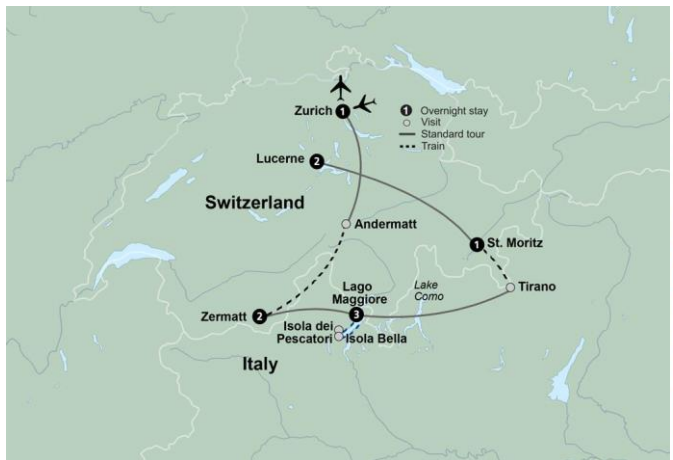 Zurich
1
1 Overnight stay
Visit
Standard tour
Train
Lucerne
2
Switzerland
Andermatt
1
St. Moritz
Lake
Como
Tirano
Lago
Maggiore
Zermatt
2
3
Isola dei
Pescatori
Isola Bella
Italy